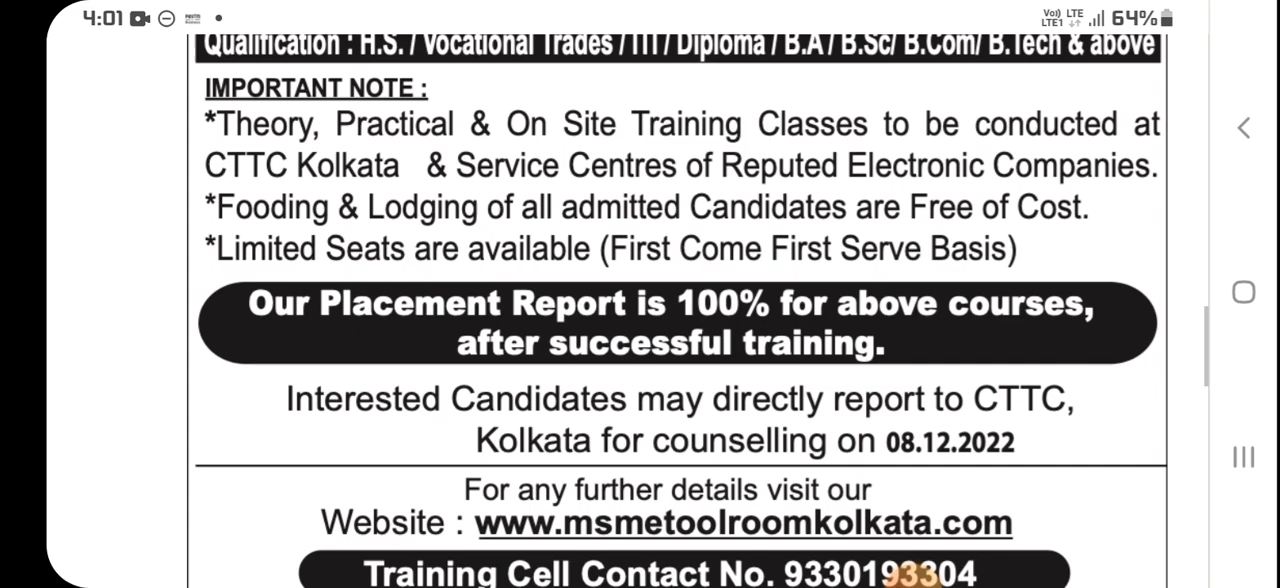 4:01
Vo)) LTE
LTE1 64%
Qualification : H.S. / Vocational Trades / ITI / Diploma / B.A / B.Sc/ B.Com/ B.Tech & above
IMPORTANT NOTE :
*Theory, Practical & On Site Training Classes to be conducted at
CTTC Kolkata & Service Centres of Reputed Electronic Companies.
*Fooding & Lodging of all admitted Candidates are Free of Cost.
*Limited Seats are available (First Come First Serve Basis)
Our Placement Report is 100% for above courses,
after successful training.
Interested Candidates may directly report to CTTC,
Kolkata for counselling on 08.12.2022
For any further details visit our
Website : www.msmetoolroomkolkata.com
Training Cell Contact No. 9330193304